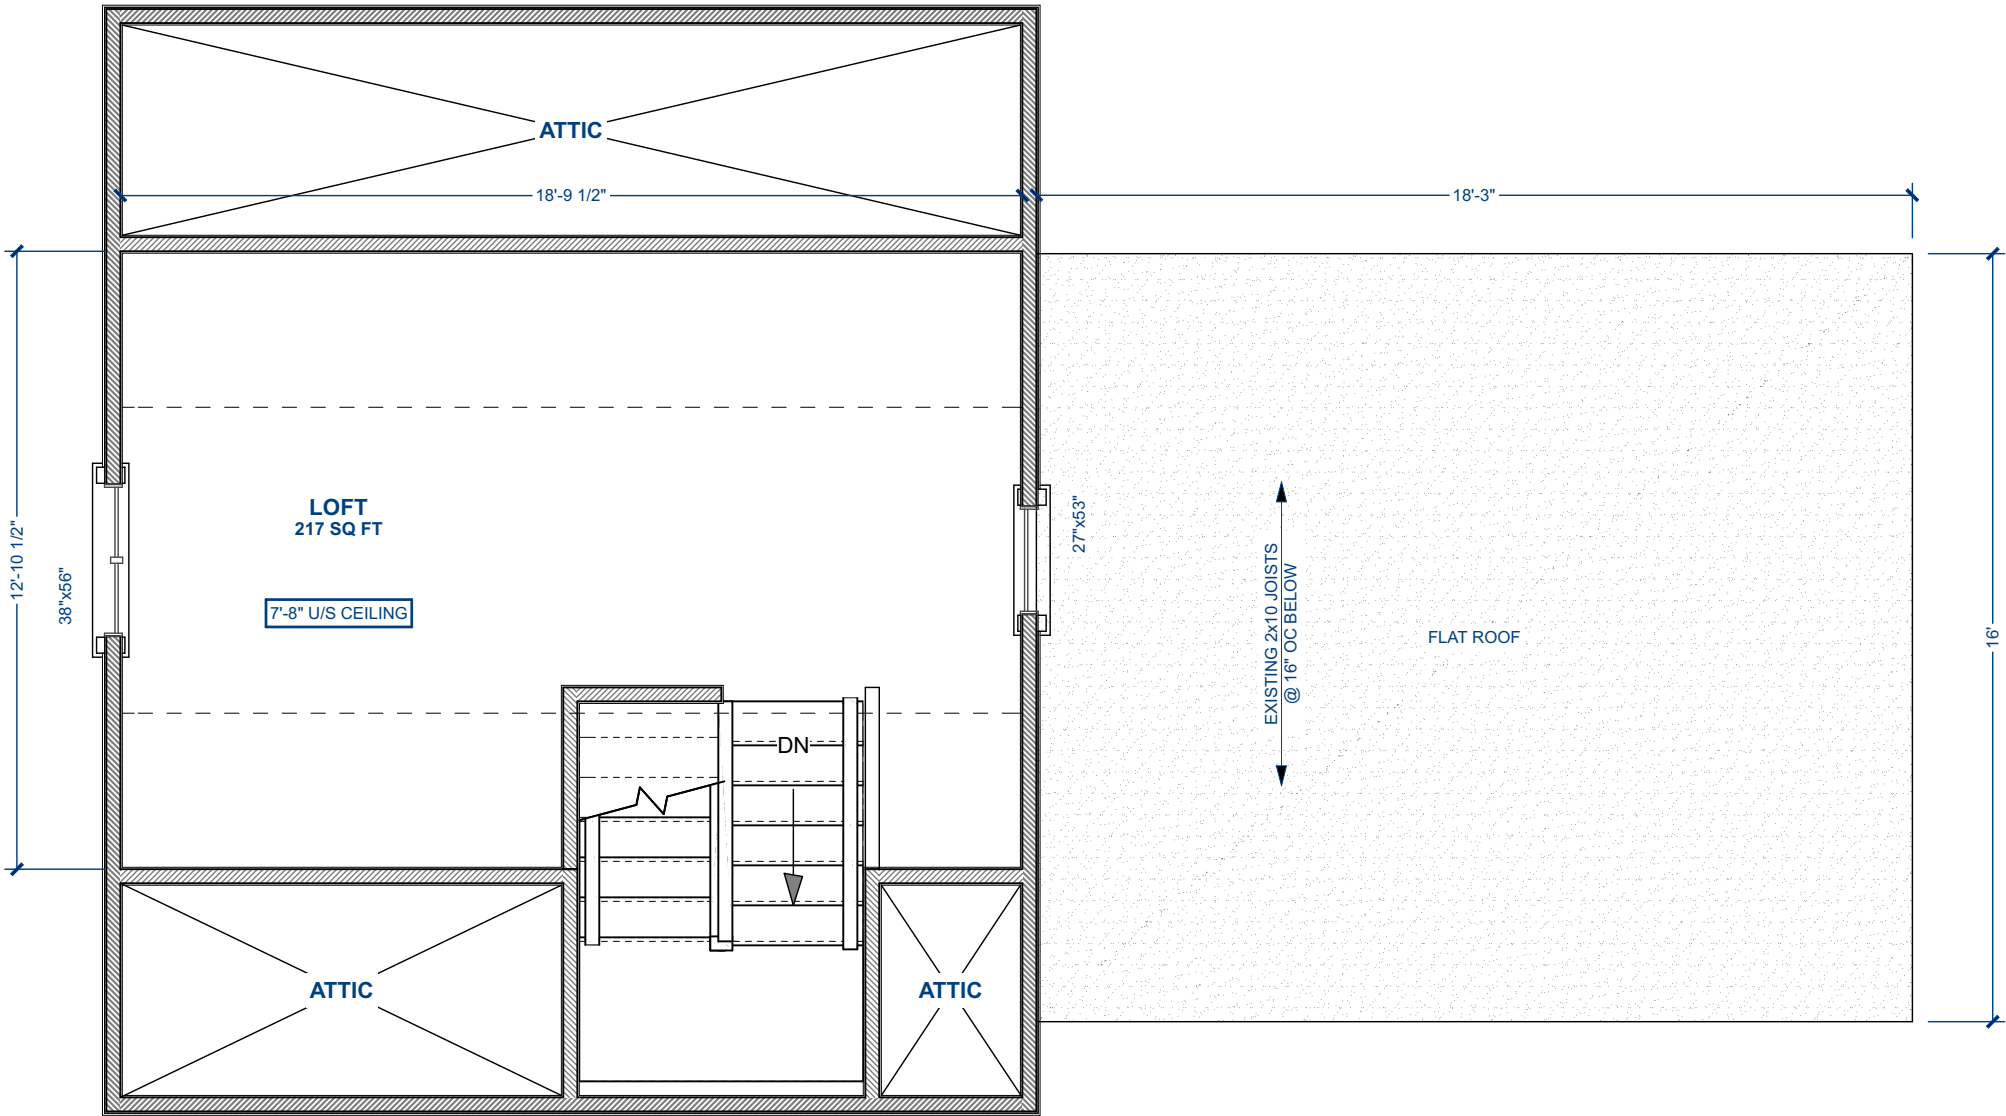 ATTIC
18'-9 1/2"
18'-3"
12'-10 1/2"
38"x56"
LOFT
217 SQ FT
7'-8" U/S CEILING
27"x53"
EXISTING 2x10 JOISTS
@ 16" OC BELOW
FLAT ROOF
16'
DN
ATTIC
ATTIC